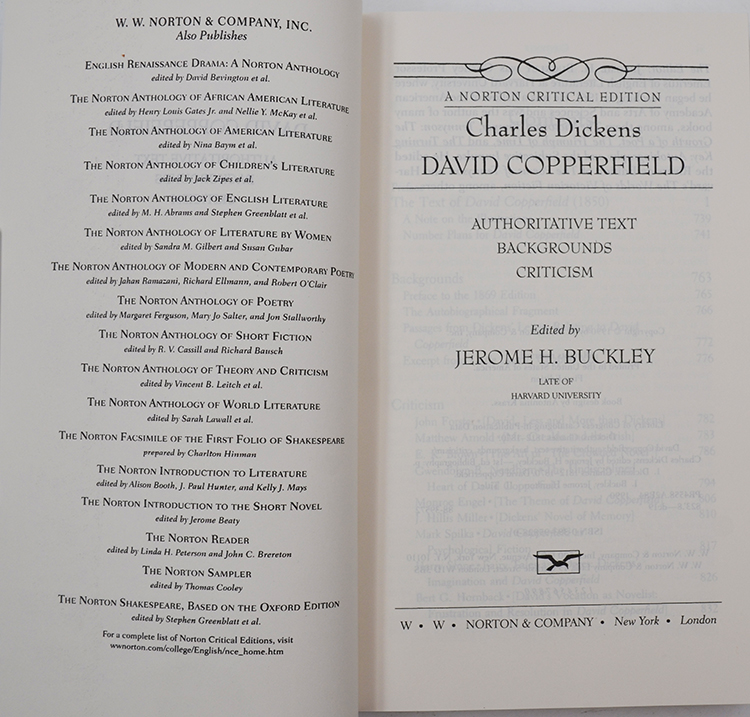 W. W. NORTON & COMPANY, INC.
Also Publishes
ENGLISH RENAISSANCE DRAMA: A NORTON ANTHOLOGY
edited by David Bevington et al.
THE NORTON ANTHOLOGY OF AFRICAN AMERICAN LITERATURE
edited by Henry Louis Gates Jr. and Nellie Y. McKay et al.
THE NORTON ANTHOLOGY OF AMERICAN LITERATURE
edited by Nina Baym et al.
THE NORTON ANTHOLOGY OF CHILDREN'S LITERATURE
edited by Jack Zipes et al.
THE NORTON ANTHOLOGY OF ENGLISH LITERATURE
edited by M. H. Abrams and Stephen Greenblatt et al.
THE NORTON ANTHOLOGY OF LITERATURE BY WOMEN
edited by Sandra M. Gilbert and Susan Gubar
THE NORTON ANTHOLOGY OF MODERN AND CONTEMPORARY POETRY
edited by Jahan Ramazani, Richard Ellmann, and Robert O'Clair
THE NORTON ANTHOLOGY OF POETRY
edited by Margaret Ferguson, Mary Jo Salter, and Jon Stallworthy
THE NORTON ANTHOLOGY OF SHORT FICTION
edited by R. V. Cassill and Richard Bausch
THE NORTON ANTHOLOGY OF THEORY AND CRITICISM
edited by Vincent B. Leitch et al.
THE NORTON ANTHOLOGY OF WORLD LITERATURE
edited by Sarah Lawall et al.
THE NORTON FACSIMILE OF THE FIRST FOLIO OF SHAKESPEARE
prepared by Charlton Hinman
THE NORTON INTRODUCTION TO LITERATURE
edited by Alison Booth, J. Paul Hunter, and Kelly J. Mays
THE NORTON INTRODUCTION TO THE SHORT NOVEL
edited by Jerome Beaty
THE NORTON READER
edited by Linda H. Peterson and John C. Brereton
THE NORTON SAMPLER
edited by Thomas Cooley
THE NORTON SHAKESPEARE, BASED ON THE OXFORD EDITION
edited by Stephen Greenblatt et al.
For a complete list of Norton Critical Editions, visit
wwnorton.com/college/English/nce_home.htm
A NORTON CRITICAL EDITION
Charles Dickens
DAVID COPPERFIELD
AUTHORITATIVE TEXT
BACKGROUNDS
CRITICISM
Edited by
JEROME H. BUCKLEY
LATE OF
HARVARD UNIVERSITY
W • W • NORTON & COMPANY • New York • London